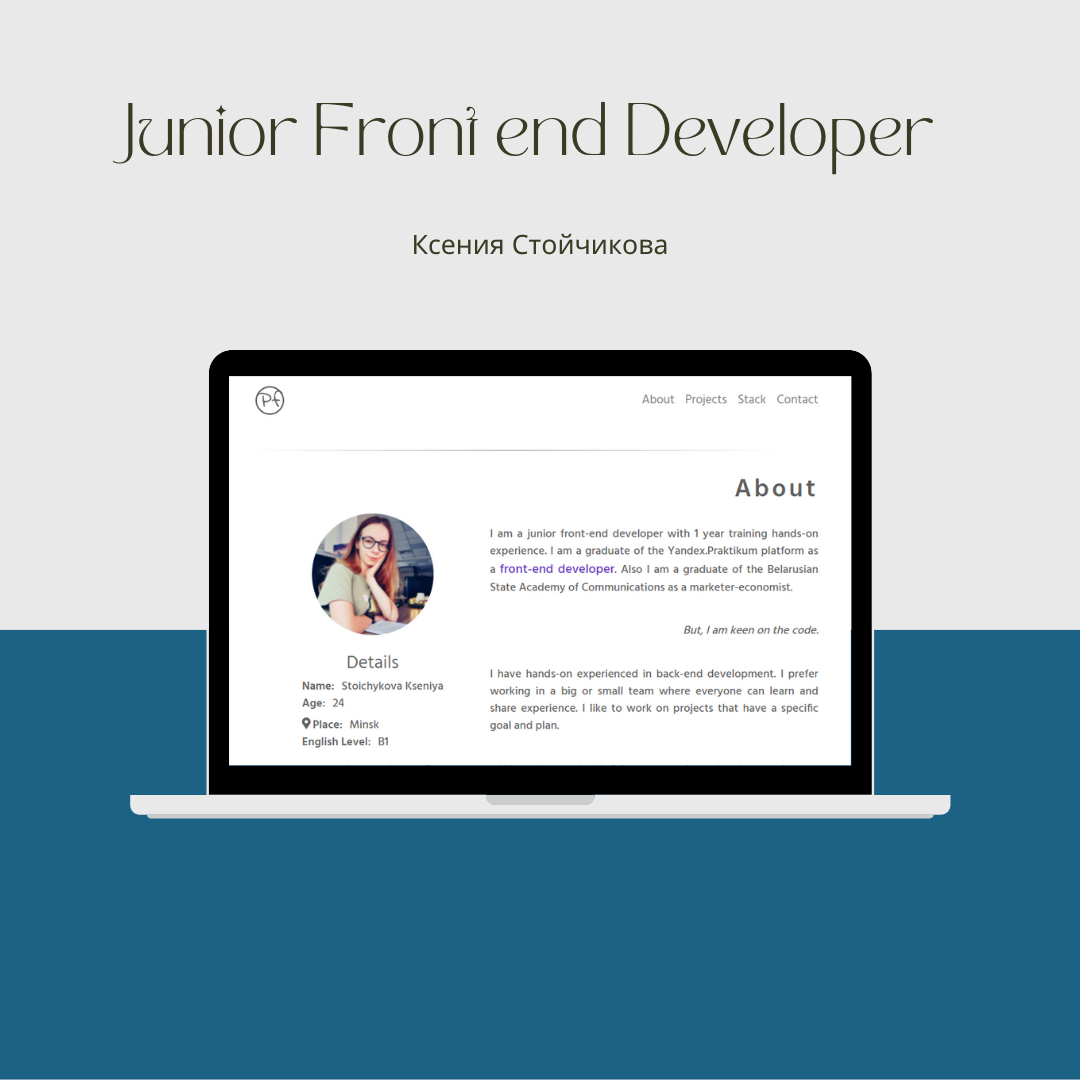 Junior Front end Developer
Ксения Стойчикова
Pf
About Projects Stack Contact
About
I am a junior front-end developer with 1 year training hands-on
experience. I am a graduate of the Yandex.Praktikum platform as
a front-end developer. Also I am a graduate of the Belarusian
State Academy of Communications as a marketer-economist.
But, I am keen on the code.
I have hands-on experienced in back-end development. I prefer
working in a big or small team where everyone can learn and
share experience. I like to work on projects that have a specific
goal and plan.
Details
Name: Stoichykova Kseniya
Age: 24
Place: Minsk
English Level: B1